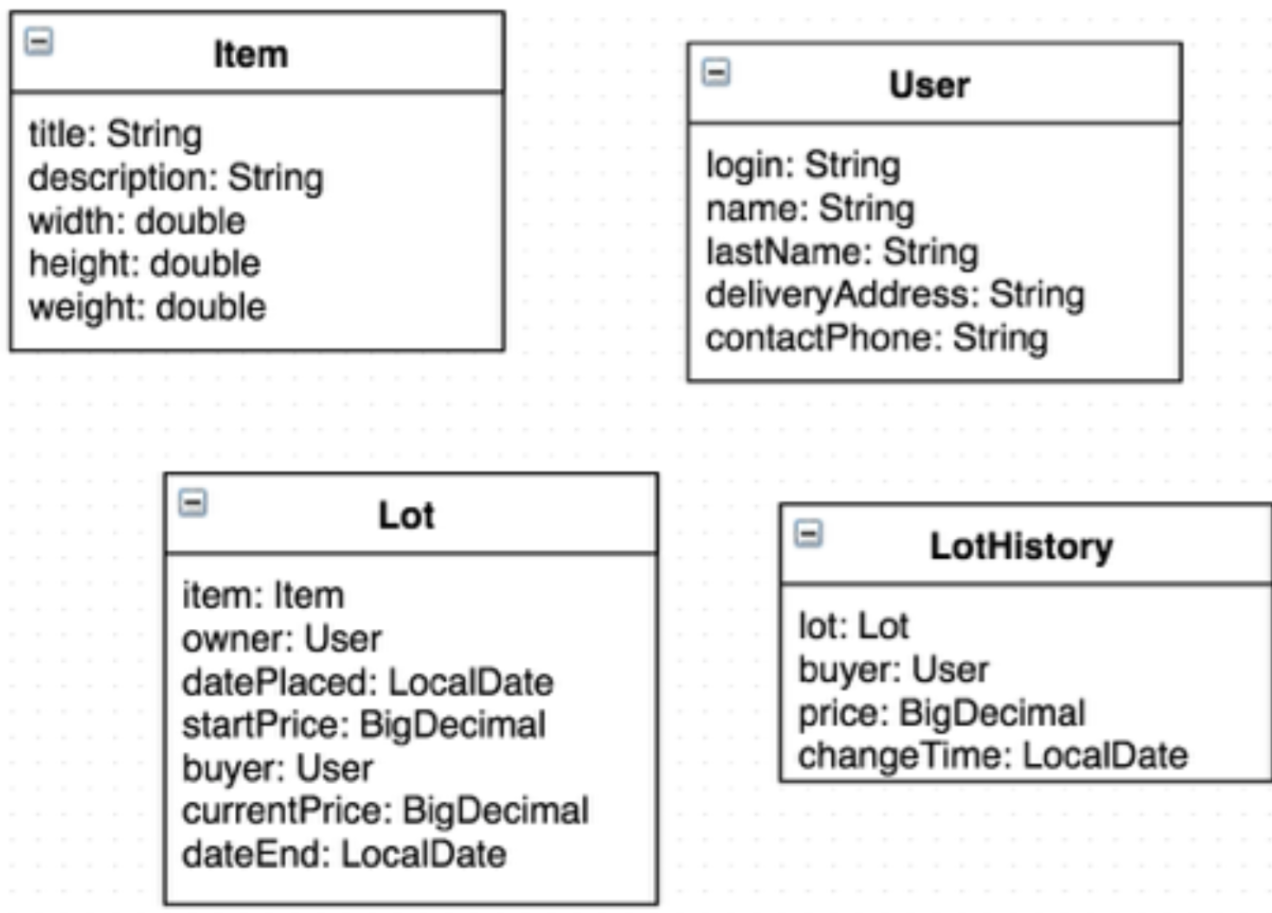 Item
title: String
description: String
width: double
height: double
weight: double
User
login: String
name: String
lastName: String
deliveryAddress: String
contactPhone: String
Lot
item: Item
owner: User
datePlaced: LocalDate
startPrice: BigDecimal
buyer: User
currentPrice: BigDecimal
dateEnd: LocalDate
LotHistory
lot: Lot
buyer: User
price: BigDecimal
changeTime: LocalDate